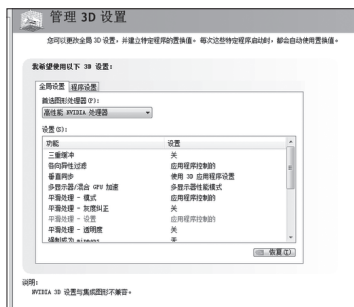 管理 3D 设置
您可以更改全局 3D 设置，并建立特定程序的置换值。每次这些特定程序启动时，都会自动使用置换值。
我希望使用以下 3D 设置:
全局设置 程序设置
首选图形处理器(P):
高性能 NVIDIA 处理器
设置(S):
功能 设置
三重缓冲 关
各向异性过滤 应用程序控制的
垂直同步 使用 3D 应用程序设置
多显示器/混合 GPU 加速 多显示器性能模式
平滑处理 - 模式 应用程序控制的
平滑处理 - 灰度纠正 关
平滑处理 - 设置 应用程序控制的
平滑处理 - 透明度 关
恢复(T)
说明:
NVIDIA 3D 设置与集成图形不兼容。